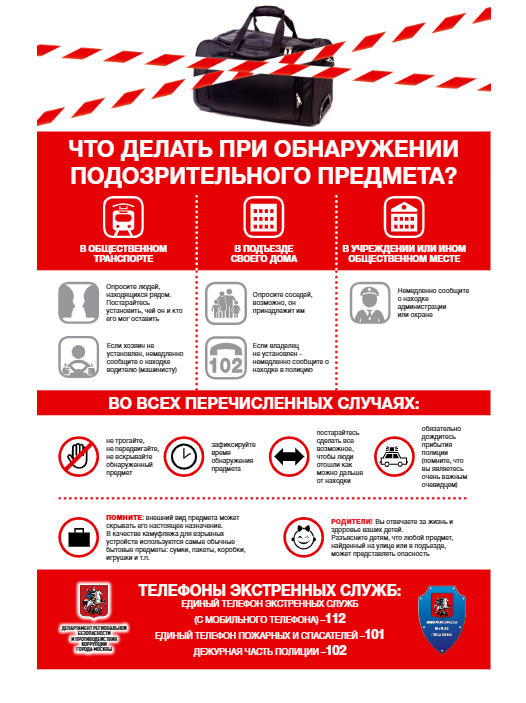 ЧТО ДЕЛАТЬ ПРИ ОБНАРУЖЕНИИ
ПОДОЗРИТЕЛЬНОГО ПРЕДМЕТА?
В ОБЩЕСТВЕННОМ
ТРАНСПОРТЕ
В ПОДЪЕЗДЕ
СВОЕГО ДОМА
В УЧРЕЖДЕНИИ ИЛИ ИНОМ
ОБЩЕСТВЕННОМ МЕСТЕ
Опросите людей,
находящихся рядом.
Постарайтесь
установить, чей он и кто
его мог оставить
Если хозяин не
установлен, немедленно
сообщите о находке
водителю (машинисту)
Опросите соседей,
возможно, он
принадлежит им
102
Если владелец
не установлен -
немедленно сообщите о
находке в полицию
Немедленно сообщите
о находке
администрации
или охране
ВО ВСЕХ ПЕРЕЧИСЛЕННЫХ СЛУЧАЯХ:
не трогайте,
не передвигайте,
не вскрывайте
обнаруженный
предмет
зафиксируйте
время
обнаружения
предмета
постарайтесь
сделать все
возможное,
чтобы люди
отошли как
можно дальше
от находки
обязательно
дождитесь
прибытия
полиции
(помните, что
вы являетесь
очень важным
очевидцем)
ПОМНИТЕ: внешний вид предмета может
скрывать его настоящее назначение.
В качестве камуфляжа для взрывных
устройств используются самые обычные
бытовые предметы: сумки, пакеты, коробки,
игрушки и т.п.
РОДИТЕЛИ! Вы отвечаете за жизнь и
здоровье ваших детей.
Разъясните детям, что любой предмет,
найденный на улице или в подъезде,
может представлять опасность
ТЕЛЕФОНЫ ЭКСТРЕННЫХ СЛУЖБ:
ЕДИНЫЙ ТЕЛЕФОН ЭКСТРЕННЫХ СЛУЖБ
(С МОБИЛЬНОГО ТЕЛЕФОНА) –112
ЕДИНЫЙ ТЕЛЕФОН ПОЖАРНЫХ И СПАСАТЕЛЕЙ –101
ДЕЖУРНАЯ ЧАСТЬ ПОЛИЦИИ –102
ДЕПАРТАМЕНТ РЕГИОНАЛЬНОЙ
БЕЗОПАСНОСТИ
И ПРОТИВОДЕЙСТВИЯ
КОРРУПЦИИ
ГОРОДА МОСКВЫ